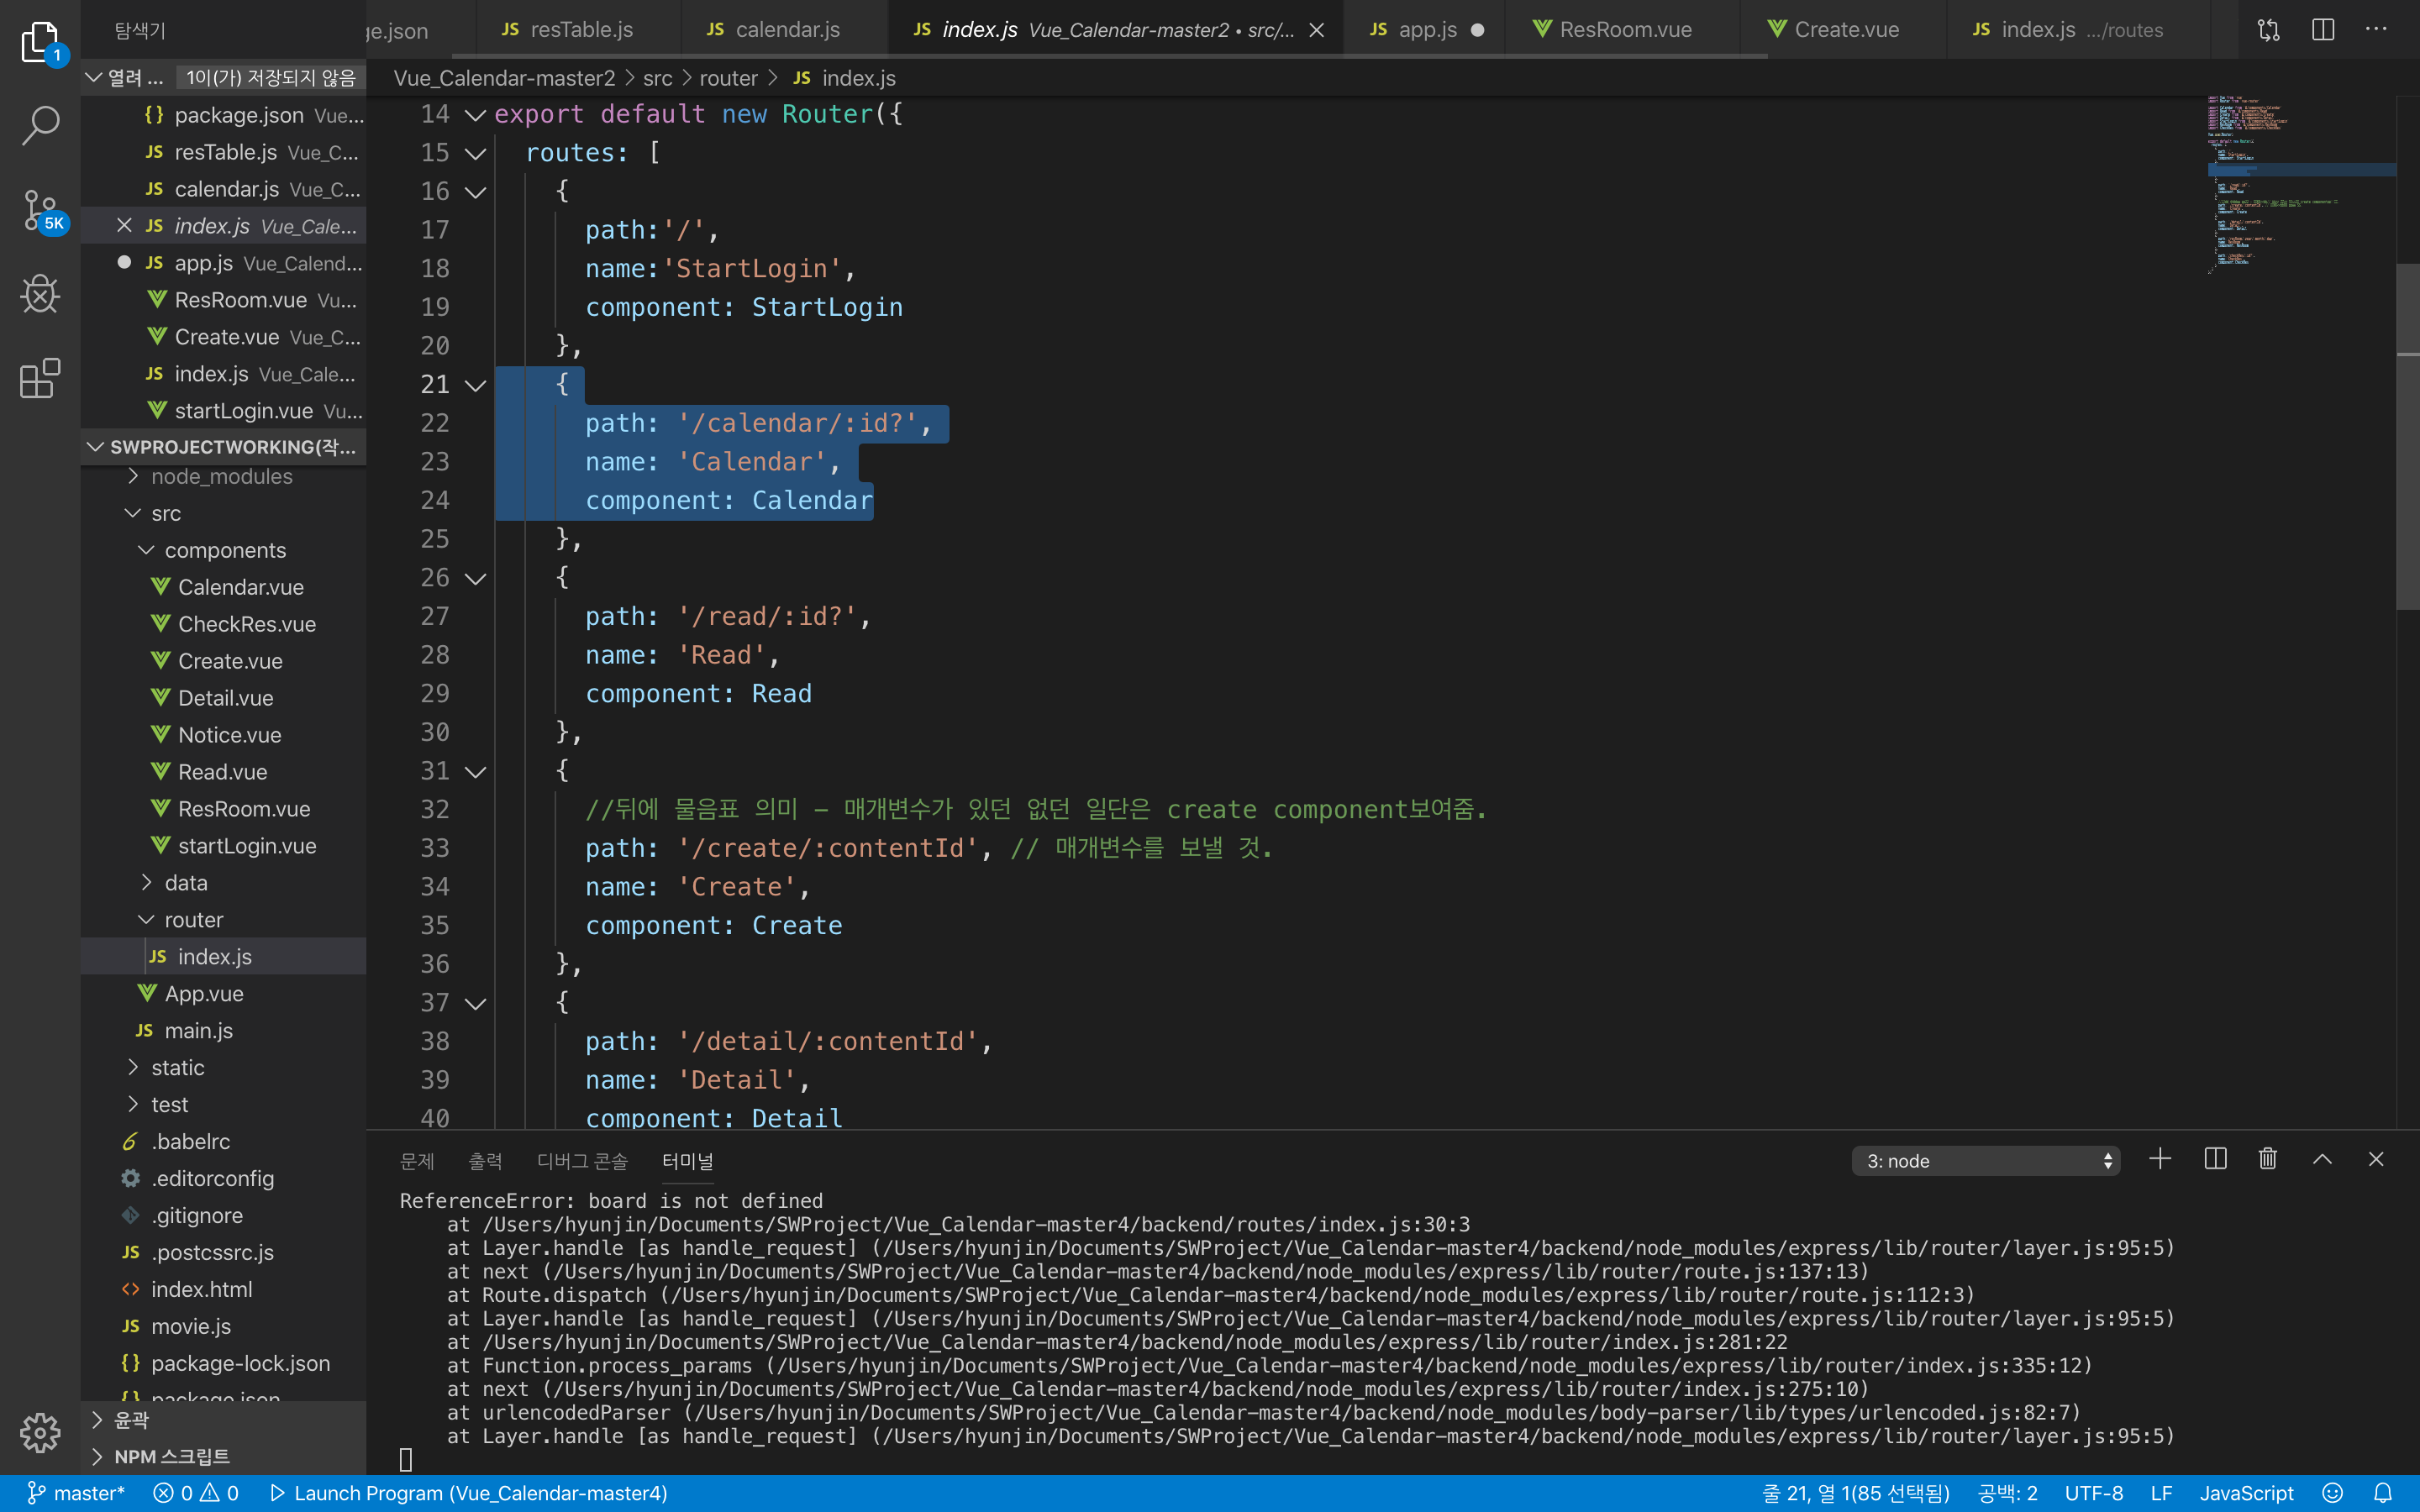 탐색기
ge.json
JS resTable.js
JS calendar.js
JS index.js Vue_Calendar-master2 • src/...
JS app.js
ResRoom.vue
Create.vue
JS index.js .../routes
1
열려 ... 1이(가) 저장되지 않음
{} package.json Vue...
JS resTable.js Vue_C...
JS calendar.js Vue_C...
JS index.js Vue_Cale...
JS app.js Vue_Calend...
ResRoom.vue Vu...
Create.vue Vue_C...
JS index.js Vue_Cale...
startLogin.vue Vu...
5K
SWPROJECTWORKING(작...
node_modules
src
components
Calendar.vue
CheckRes.vue
Create.vue
Detail.vue
Notice.vue
Read.vue
ResRoom.vue
startLogin.vue
data
router
JS index.js
App.vue
JS main.js
static
test
.babelrc
.editorconfig
.gitignore
JS .postcssrc.js
<> index.html
JS movie.js
{} package-lock.json
{} package.json
윤곽
NPM 스크립트
Vue_Calendar-master2 > src > router > JS index.js
14 export default new Router({
15 routes: [
16 {
17 path:'/',
18 name:'StartLogin',
19 component: StartLogin
20 },
21 {
22 path: '/calendar/:id?',
23 name: 'Calendar',
24 component: Calendar
25 },
26 {
27 path: '/read/:id?',
28 name: 'Read',
29 component: Read
30 },
31 {
32 //뒤에 물음표 의미 - 매개변수가 있던 없던 일단은 create component보여줌.
33 path: '/create/:contentId', // 매개변수를 보낼 것.
34 name: 'Create',
35 component: Create
36 },
37 {
38 path: '/detail/:contentId',
39 name: 'Detail',
40 component: Detail
문제 출력 디버그 콘솔 터미널 3: node
ReferenceError: board is not defined
at /Users/hyunjin/Documents/SWProject/Vue_Calendar-master4/backend/routes/index.js:30:3
at Layer.handle [as handle_request] (/Users/hyunjin/Documents/SWProject/Vue_Calendar-master4/backend/node_modules/express/lib/router/layer.js:95:5)
at next (/Users/hyunjin/Documents/SWProject/Vue_Calendar-master4/backend/node_modules/express/lib/router/route.js:137:13)
at Route.dispatch (/Users/hyunjin/Documents/SWProject/Vue_Calendar-master4/backend/node_modules/express/lib/router/route.js:112:3)
at Layer.handle [as handle_request] (/Users/hyunjin/Documents/SWProject/Vue_Calendar-master4/backend/node_modules/express/lib/router/layer.js:95:5)
at /Users/hyunjin/Documents/SWProject/Vue_Calendar-master4/backend/node_modules/express/lib/router/index.js:281:22
at Function.process_params (/Users/hyunjin/Documents/SWProject/Vue_Calendar-master4/backend/node_modules/express/lib/router/index.js:335:12)
at next (/Users/hyunjin/Documents/SWProject/Vue_Calendar-master4/backend/node_modules/express/lib/router/index.js:275:10)
at urlencodedParser (/Users/hyunjin/Documents/SWProject/Vue_Calendar-master4/backend/node_modules/body-parser/lib/types/urlencoded.js:82:7)
at Layer.handle [as handle_request] (/Users/hyunjin/Documents/SWProject/Vue_Calendar-master4/backend/node_modules/express/lib/router/layer.js:95:5)
master* 0 0 Launch Program (Vue_Calendar-master4) 줄 21, 열 1(85 선택됨) 공백: 2 UTF-8 LF JavaScript